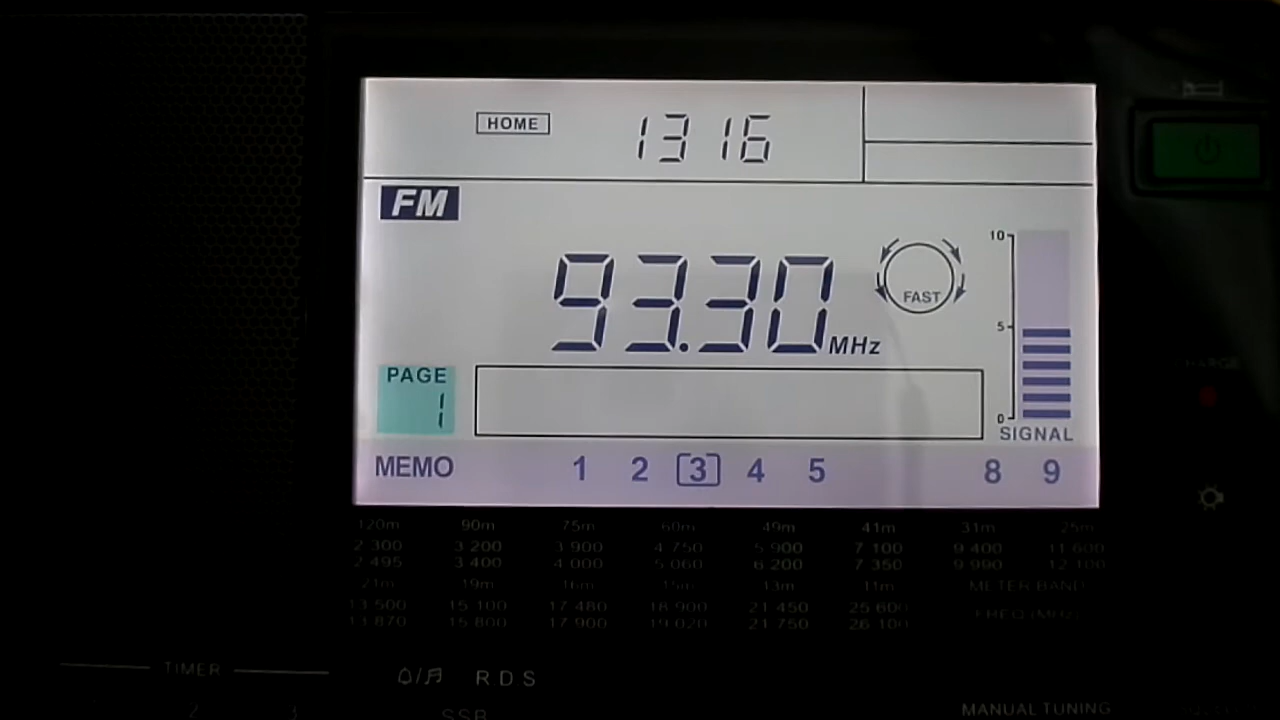 HOME 1316
FM
93.30 MHz
FAST
10
5
0
SIGNAL
PAGE
1
MEMO 1 2 3 4 5 8 9
120m 90m 75m 60m 49m 41m 31m 25m
2 300 3 200 3 900 4 750 5 900 7 100 9 400 11 600
2 495 3 400 4 000 5 060 6 200 7 350 9 990 12 100
21m 19m 16m 15m 13m 11m METER BAND
13 500 15 100 17 480 18 900 21 450 25 600 FREQ (MHz)
13 870 15 800 17 900 19 020 21 750 26 100
TIMER
RDS
SSB
MANUAL TUNING